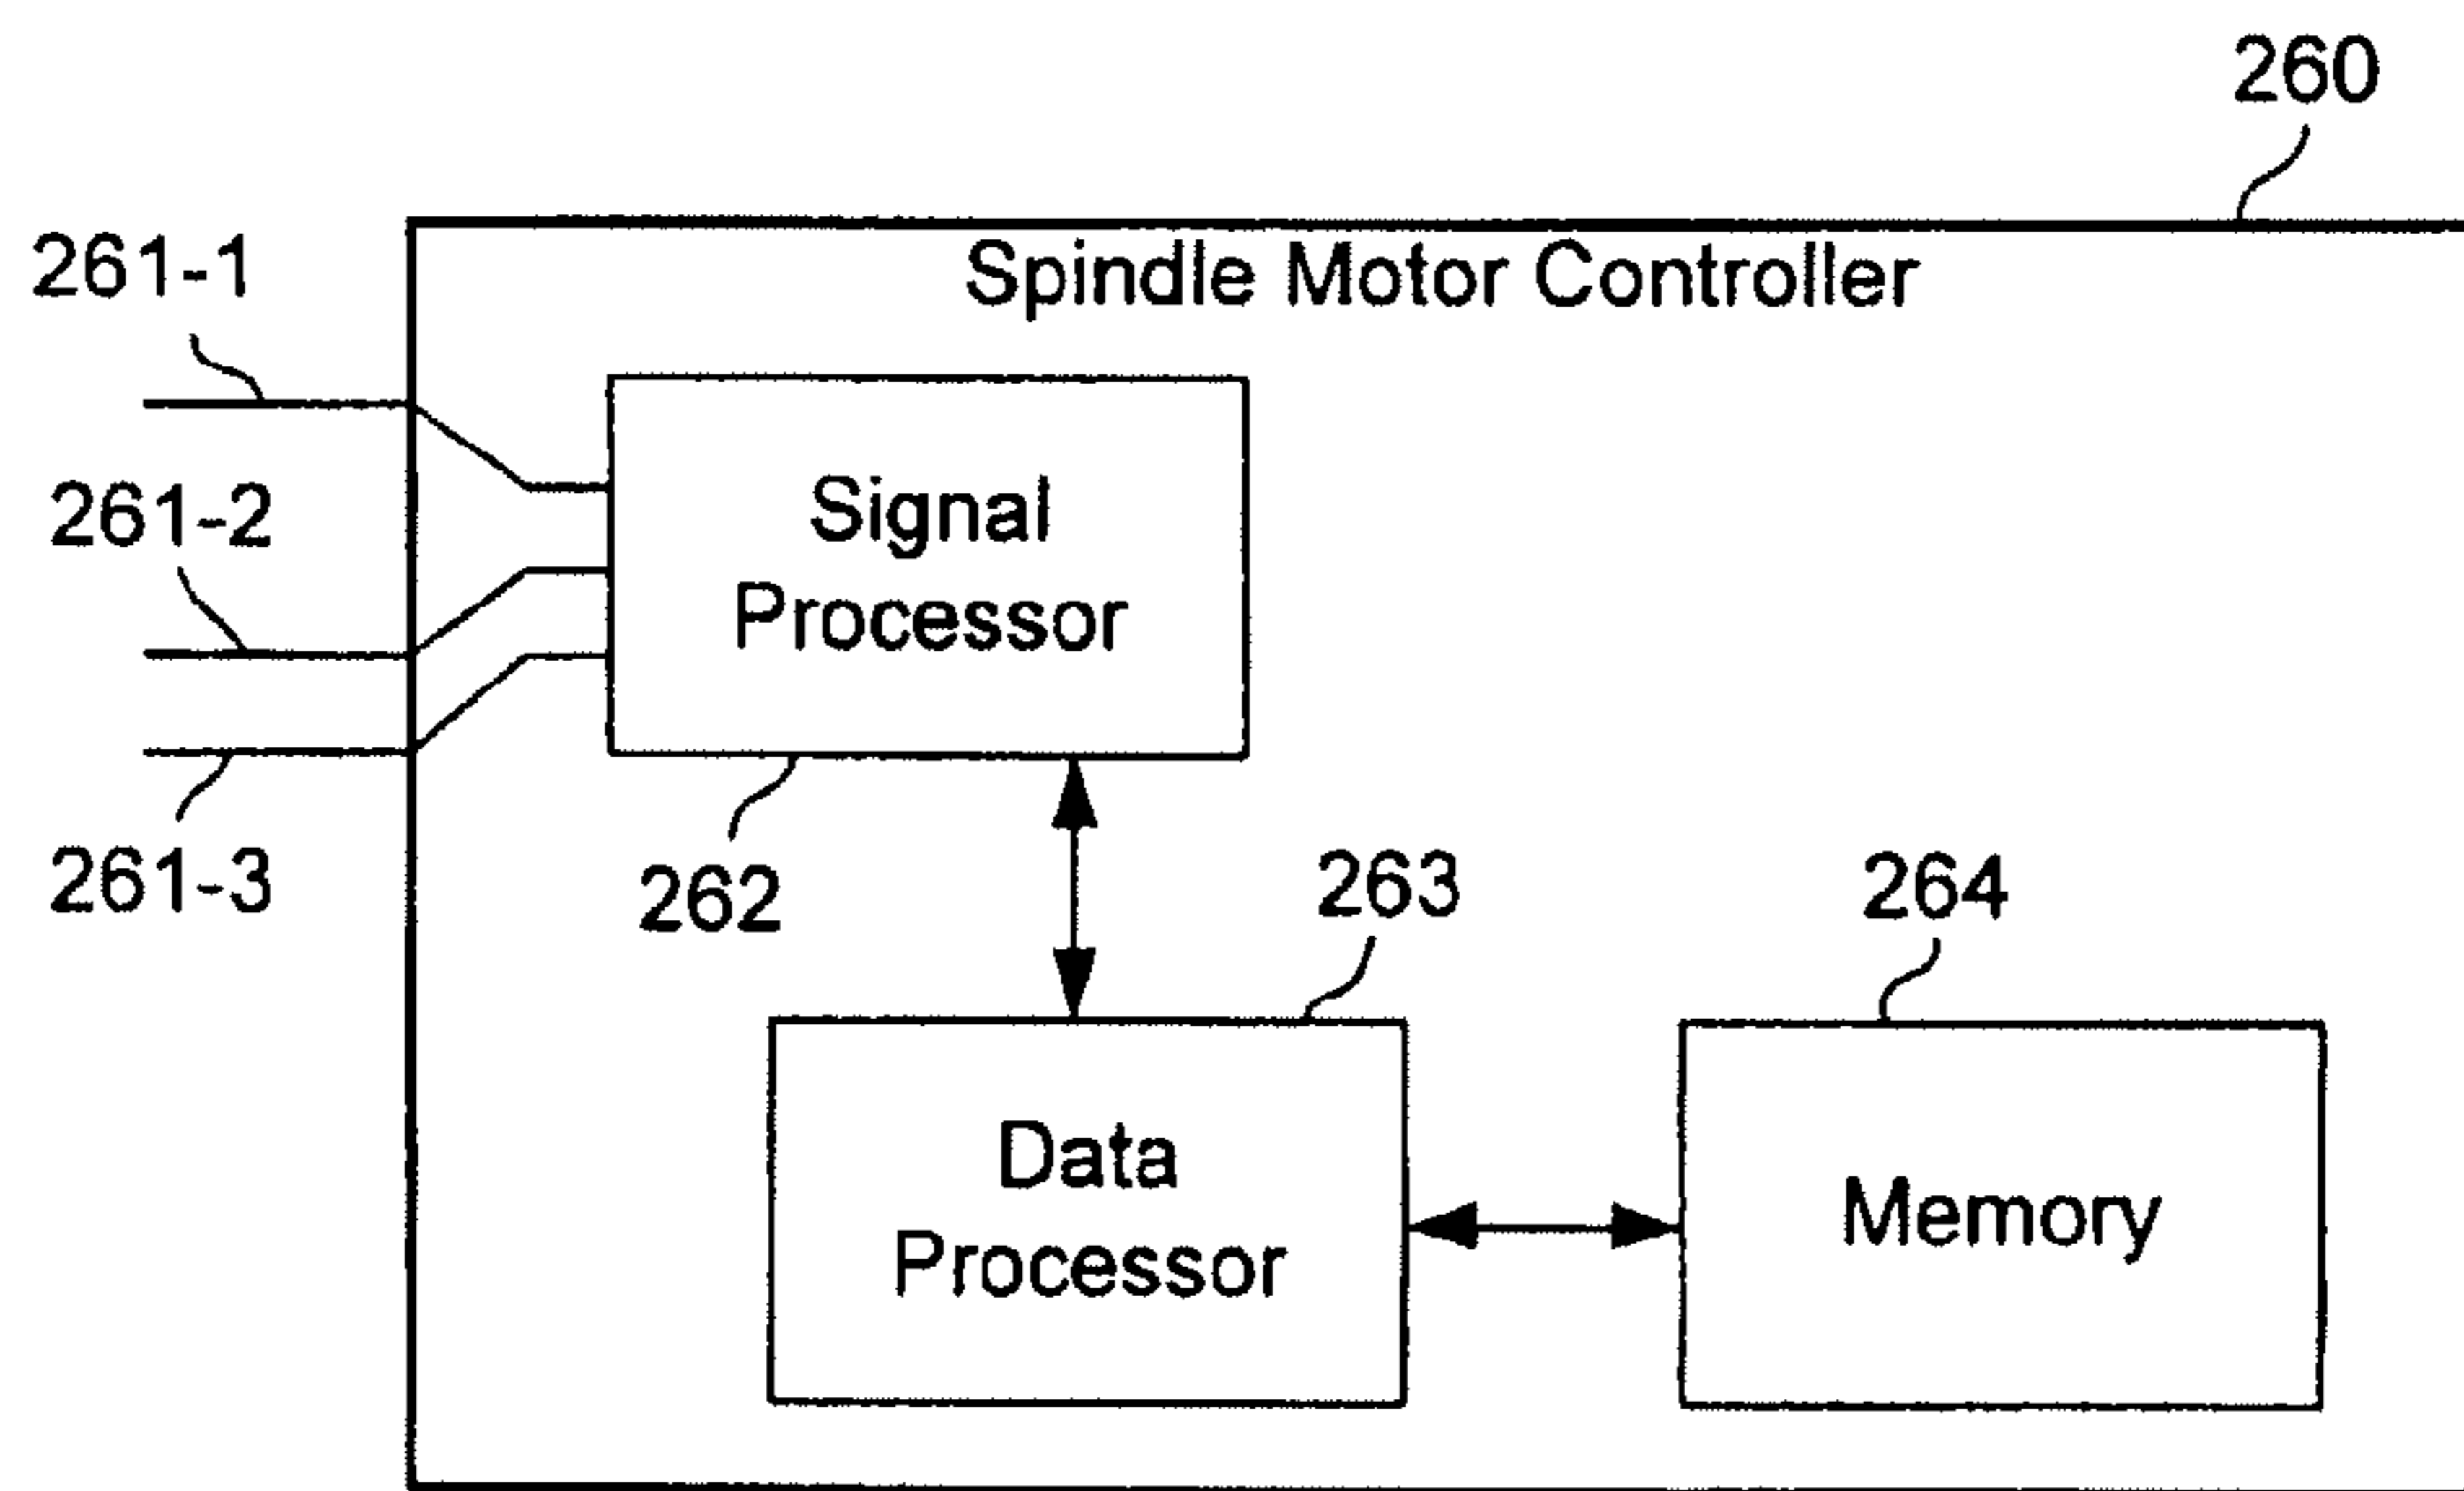 260
Spindle Motor Controller
261-1
261-2
261-3
Signal
Processor
262
263
264
Data
Processor
Memory